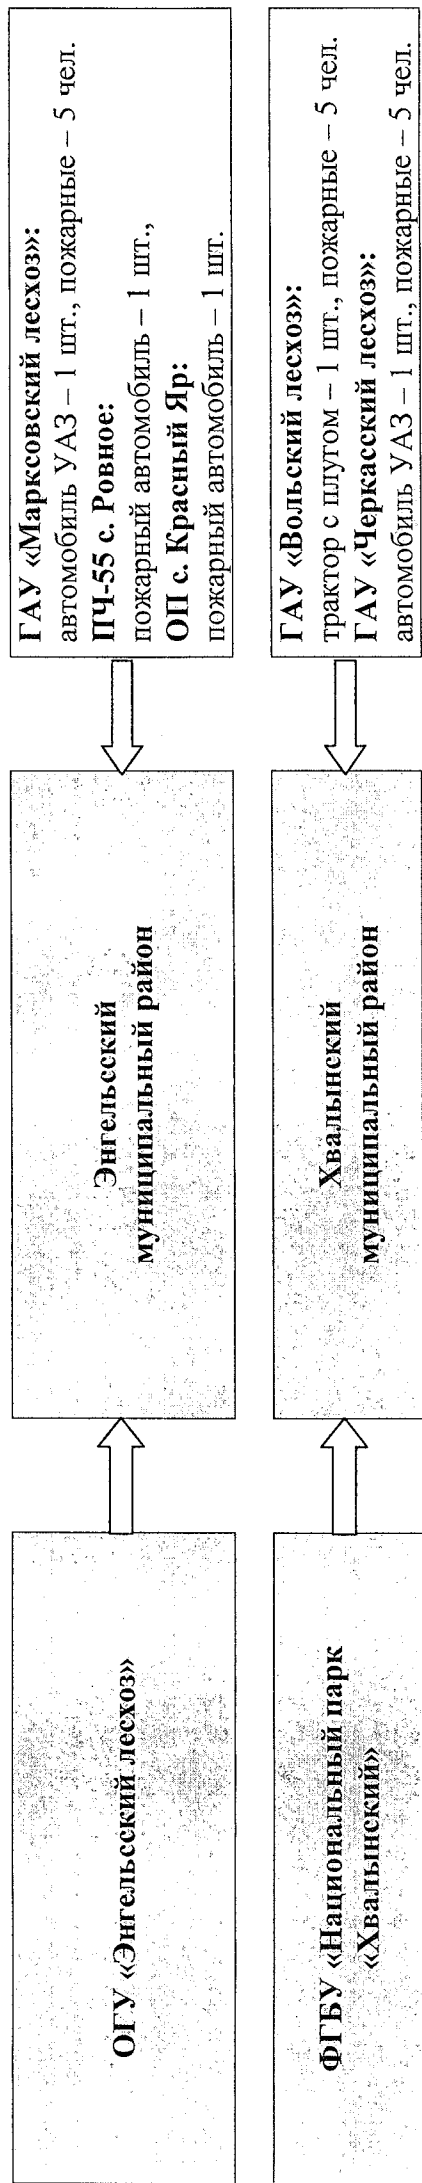 ОГУ «Энгельсский лесхоз»
Энгельсский
муниципальный район
ГАУ «Марксовский лесхоз»:
автомобиль УАЗ – 1 шт., пожарные – 5 чел.
ПЧ-55 с. Ровное:
пожарный автомобиль – 1 шт.,
ОП с. Красный Яр:
пожарный автомобиль – 1 шт.
ФГБУ «Национальный парк
«Хвалынский»
Хвалынский
муниципальный район
ГАУ «Вольский лесхоз»:
трактор с плугом – 1 шт., пожарные – 5 чел.
ГАУ «Черкасский лесхоз»:
автомобиль УАЗ – 1 шт., пожарные – 5 чел.